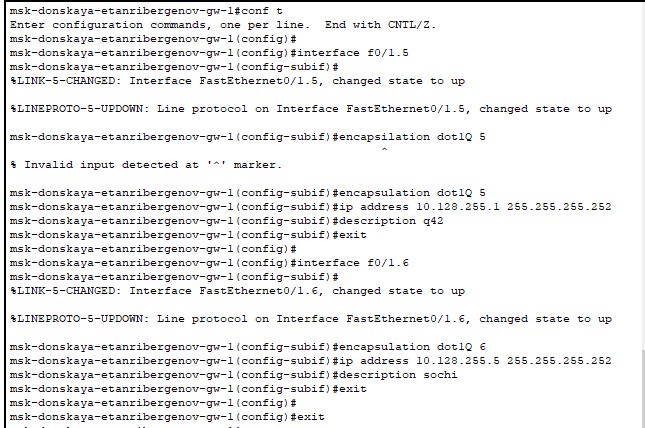 msk-donskaya-etanribergenov-gw-1#conf t
Enter configuration commands, one per line.  End with CNTL/Z.
msk-donskaya-etanribergenov-gw-1(config)#
msk-donskaya-etanribergenov-gw-1(config)#interface f0/1.5
msk-donskaya-etanribergenov-gw-1(config-subif)#
%LINK-5-CHANGED: Interface FastEthernet0/1.5, changed state to up
%LINEPROTO-5-UPDOWN: Line protocol on Interface FastEthernet0/1.5, changed state to up
msk-donskaya-etanribergenov-gw-1(config-subif)#encapsilation dot1Q 5
^
% Invalid input detected at '^' marker.
msk-donskaya-etanribergenov-gw-1(config-subif)#encapsulation dot1Q 5
msk-donskaya-etanribergenov-gw-1(config-subif)#ip address 10.128.255.1 255.255.255.252
msk-donskaya-etanribergenov-gw-1(config-subif)#description q42
msk-donskaya-etanribergenov-gw-1(config-subif)#exit
msk-donskaya-etanribergenov-gw-1(config)#
msk-donskaya-etanribergenov-gw-1(config)#interface f0/1.6
msk-donskaya-etanribergenov-gw-1(config-subif)#
%LINK-5-CHANGED: Interface FastEthernet0/1.6, changed state to up
%LINEPROTO-5-UPDOWN: Line protocol on Interface FastEthernet0/1.6, changed state to up
msk-donskaya-etanribergenov-gw-1(config-subif)#encapsulation dot1Q 6
msk-donskaya-etanribergenov-gw-1(config-subif)#ip address 10.128.255.5 255.255.255.252
msk-donskaya-etanribergenov-gw-1(config-subif)#description sochi
msk-donskaya-etanribergenov-gw-1(config-subif)#exit
msk-donskaya-etanribergenov-gw-1(config)#
msk-donskaya-etanribergenov-gw-1(config)#exit